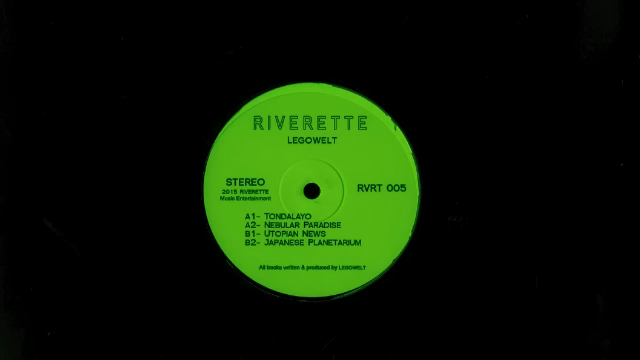 RIVERETTE
LEGOWELT
STEREO
2015 RIVERETTE
Music Entertainment
RVRT 005
A1- TONDALAYO
A2- NEBULAR PARADISE
B1- UTOPIAN NEWS
B2- JAPANESE PLANETARIUM
All tracks written & produced by LEGOWELT